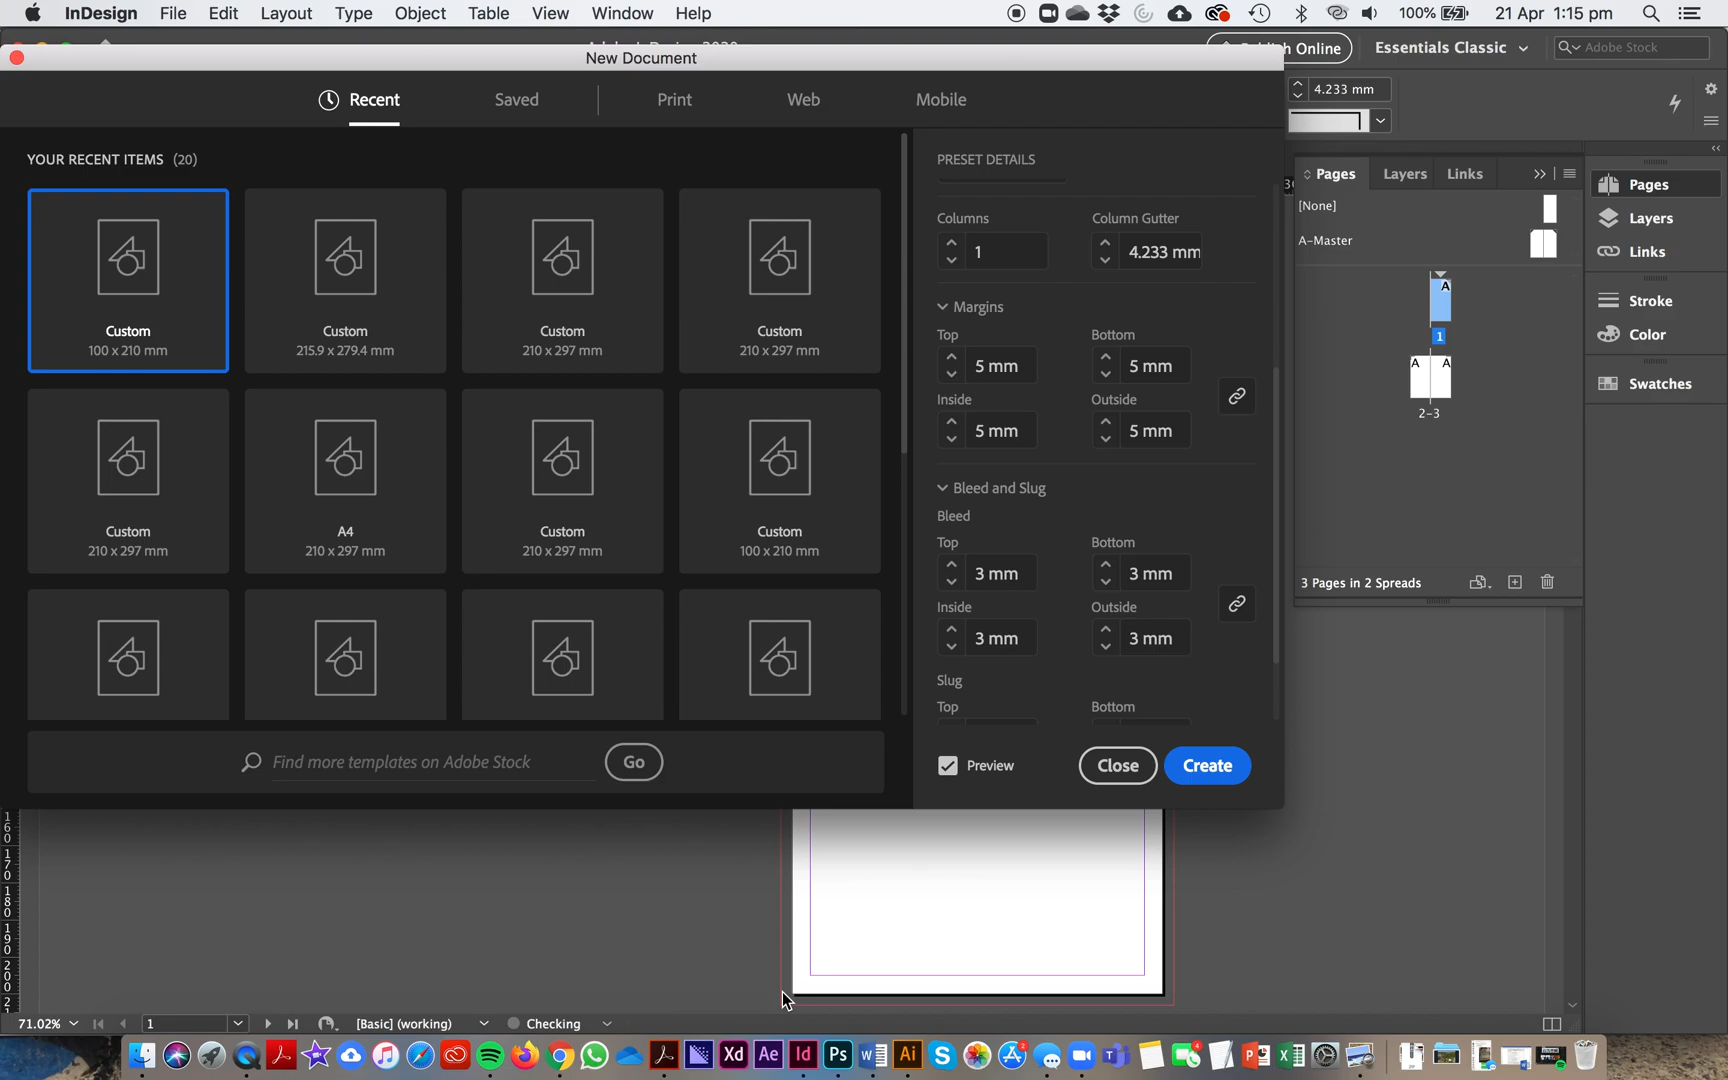 InDesign File Edit Layout Type Object Table View Window Help 100% 21 Apr 1:15 pm
Essentials Classic Adobe Stock
New Document
Recent Saved Print Web Mobile
4.233 mm
YOUR RECENT ITEMS (20)
Custom
100 x 210 mm
Custom
215.9 x 279.4 mm
Custom
210 x 297 mm
Custom
210 x 297 mm
Custom
210 x 297 mm
A4
210 x 297 mm
Custom
210 x 297 mm
Custom
100 x 210 mm
Find more templates on Adobe Stock Go
PRESET DETAILS
Columns Column Gutter
1 4.233 mm
Margins
Top Bottom
5 mm 5 mm
Inside Outside
5 mm 5 mm
Bleed and Slug
Bleed
Top Bottom
3 mm 3 mm
Inside Outside
3 mm 3 mm
Slug
Top Bottom
Preview Close Create
Pages Layers Links
[None]
A-Master
A
1
A A
2-3
3 Pages in 2 Spreads
Pages
Layers
Links
Stroke
Color
Swatches
160
170
180
190
200
71.02% 1 [Basic] (working) Checking
Xd Ae Id Ps W Ai S